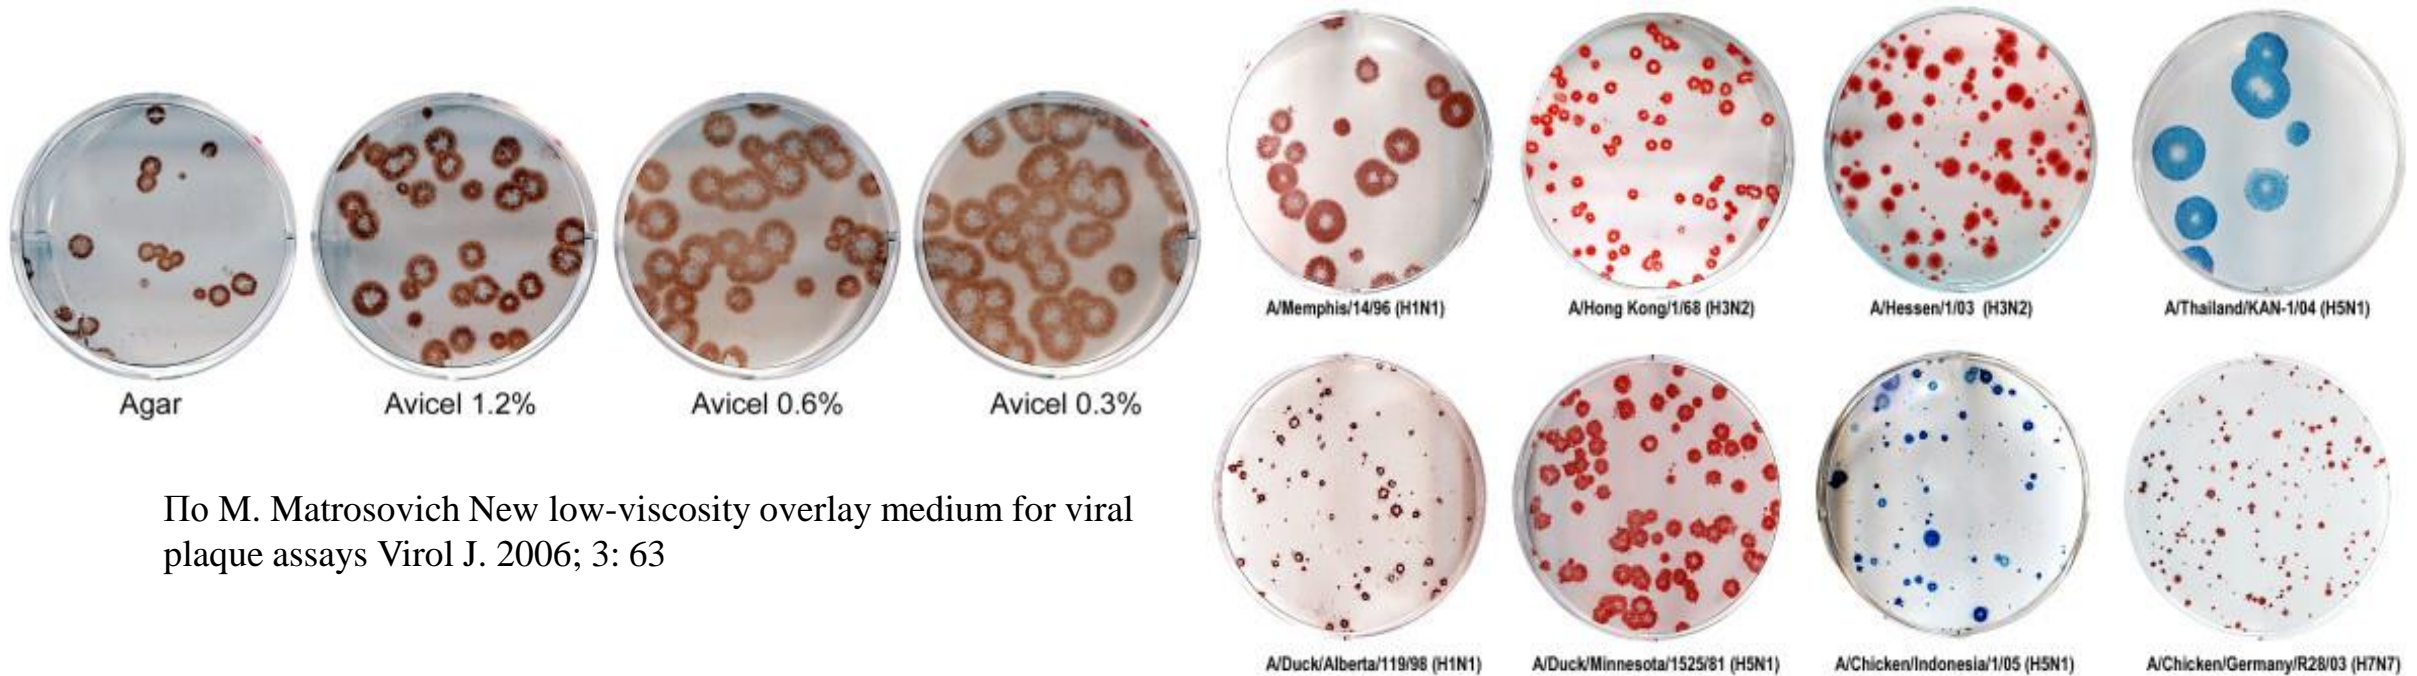 Agar
Avicel 1.2%
Avicel 0.6%
Avicel 0.3%
По M. Matrosovich New low-viscosity overlay medium for viral
plaque assays Virol J. 2006; 3: 63
A/Memphis/14/96 (H1N1)
A/Hong Kong/1/68 (H3N2)
A/Hessen/1/03 (H3N2)
A/Thailand/KAN-1/04 (H5N1)
A/Duck/Alberta/119/98 (H1N1)
A/Duck/Minnesota/1525/81 (H5N1)
A/Chicken/Indonesia/1/05 (H5N1)
A/Chicken/Germany/R28/03 (H7N7)